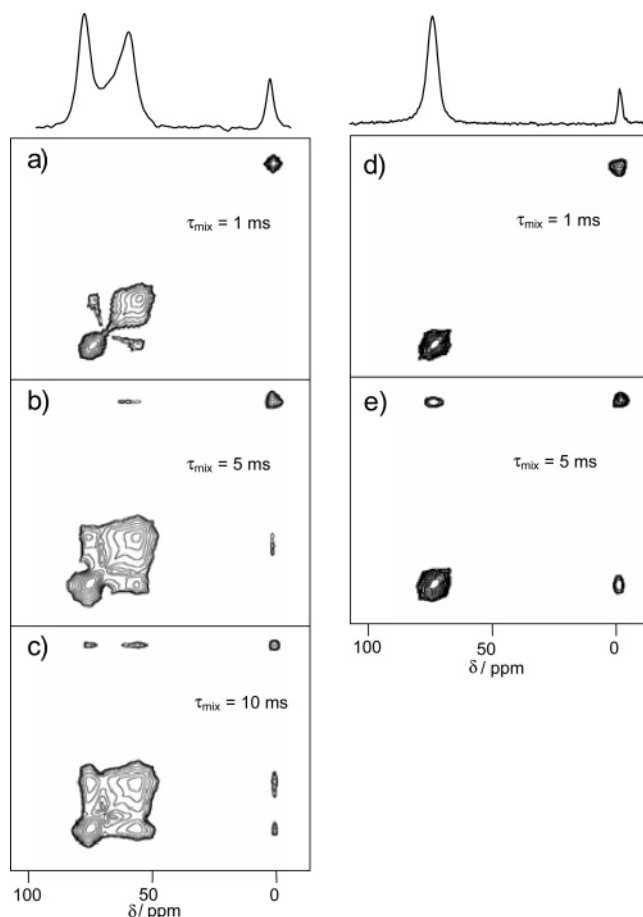 a)
τmix = 1 ms
b)
τmix = 5 ms
c)
τmix = 10 ms
100 50 0
δ/ ppm
d)
τmix = 1 ms
e)
τmix = 5 ms
100 50 0
δ/ ppm